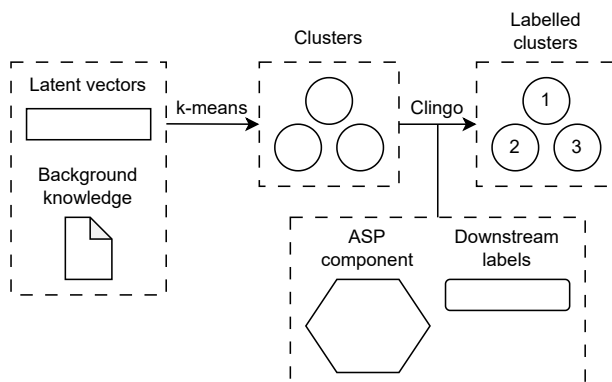 Latent vectors
Background
knowledge
k-means
Clusters
Clingo
Labelled
clusters
1
2
3
ASP
component
Downstream
labels